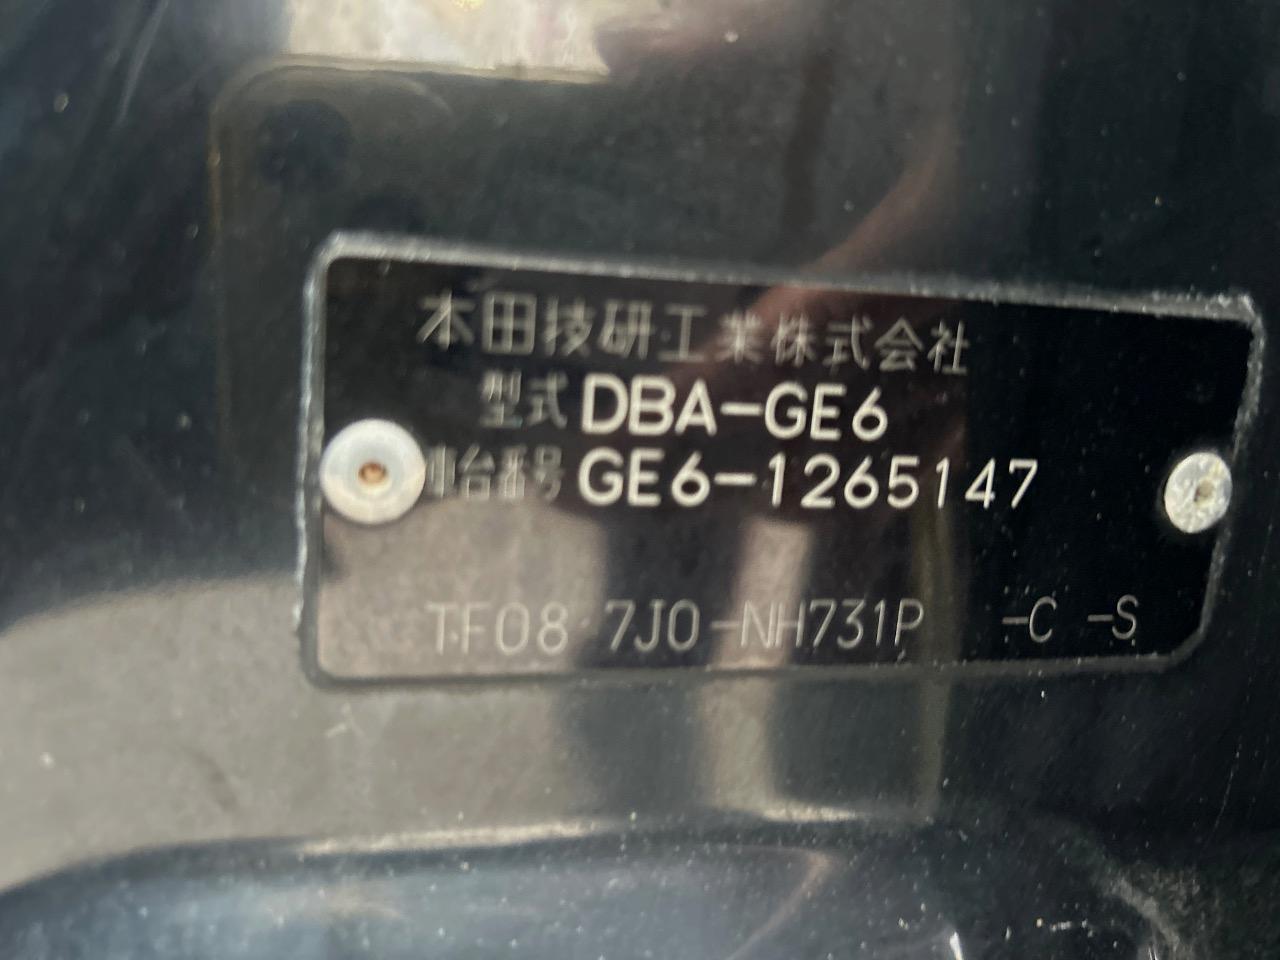 本田技研工業株式会社
型式 DBA-GE6
車台番号 GE6-1265147
TF08 7J0-NH731P -C -S